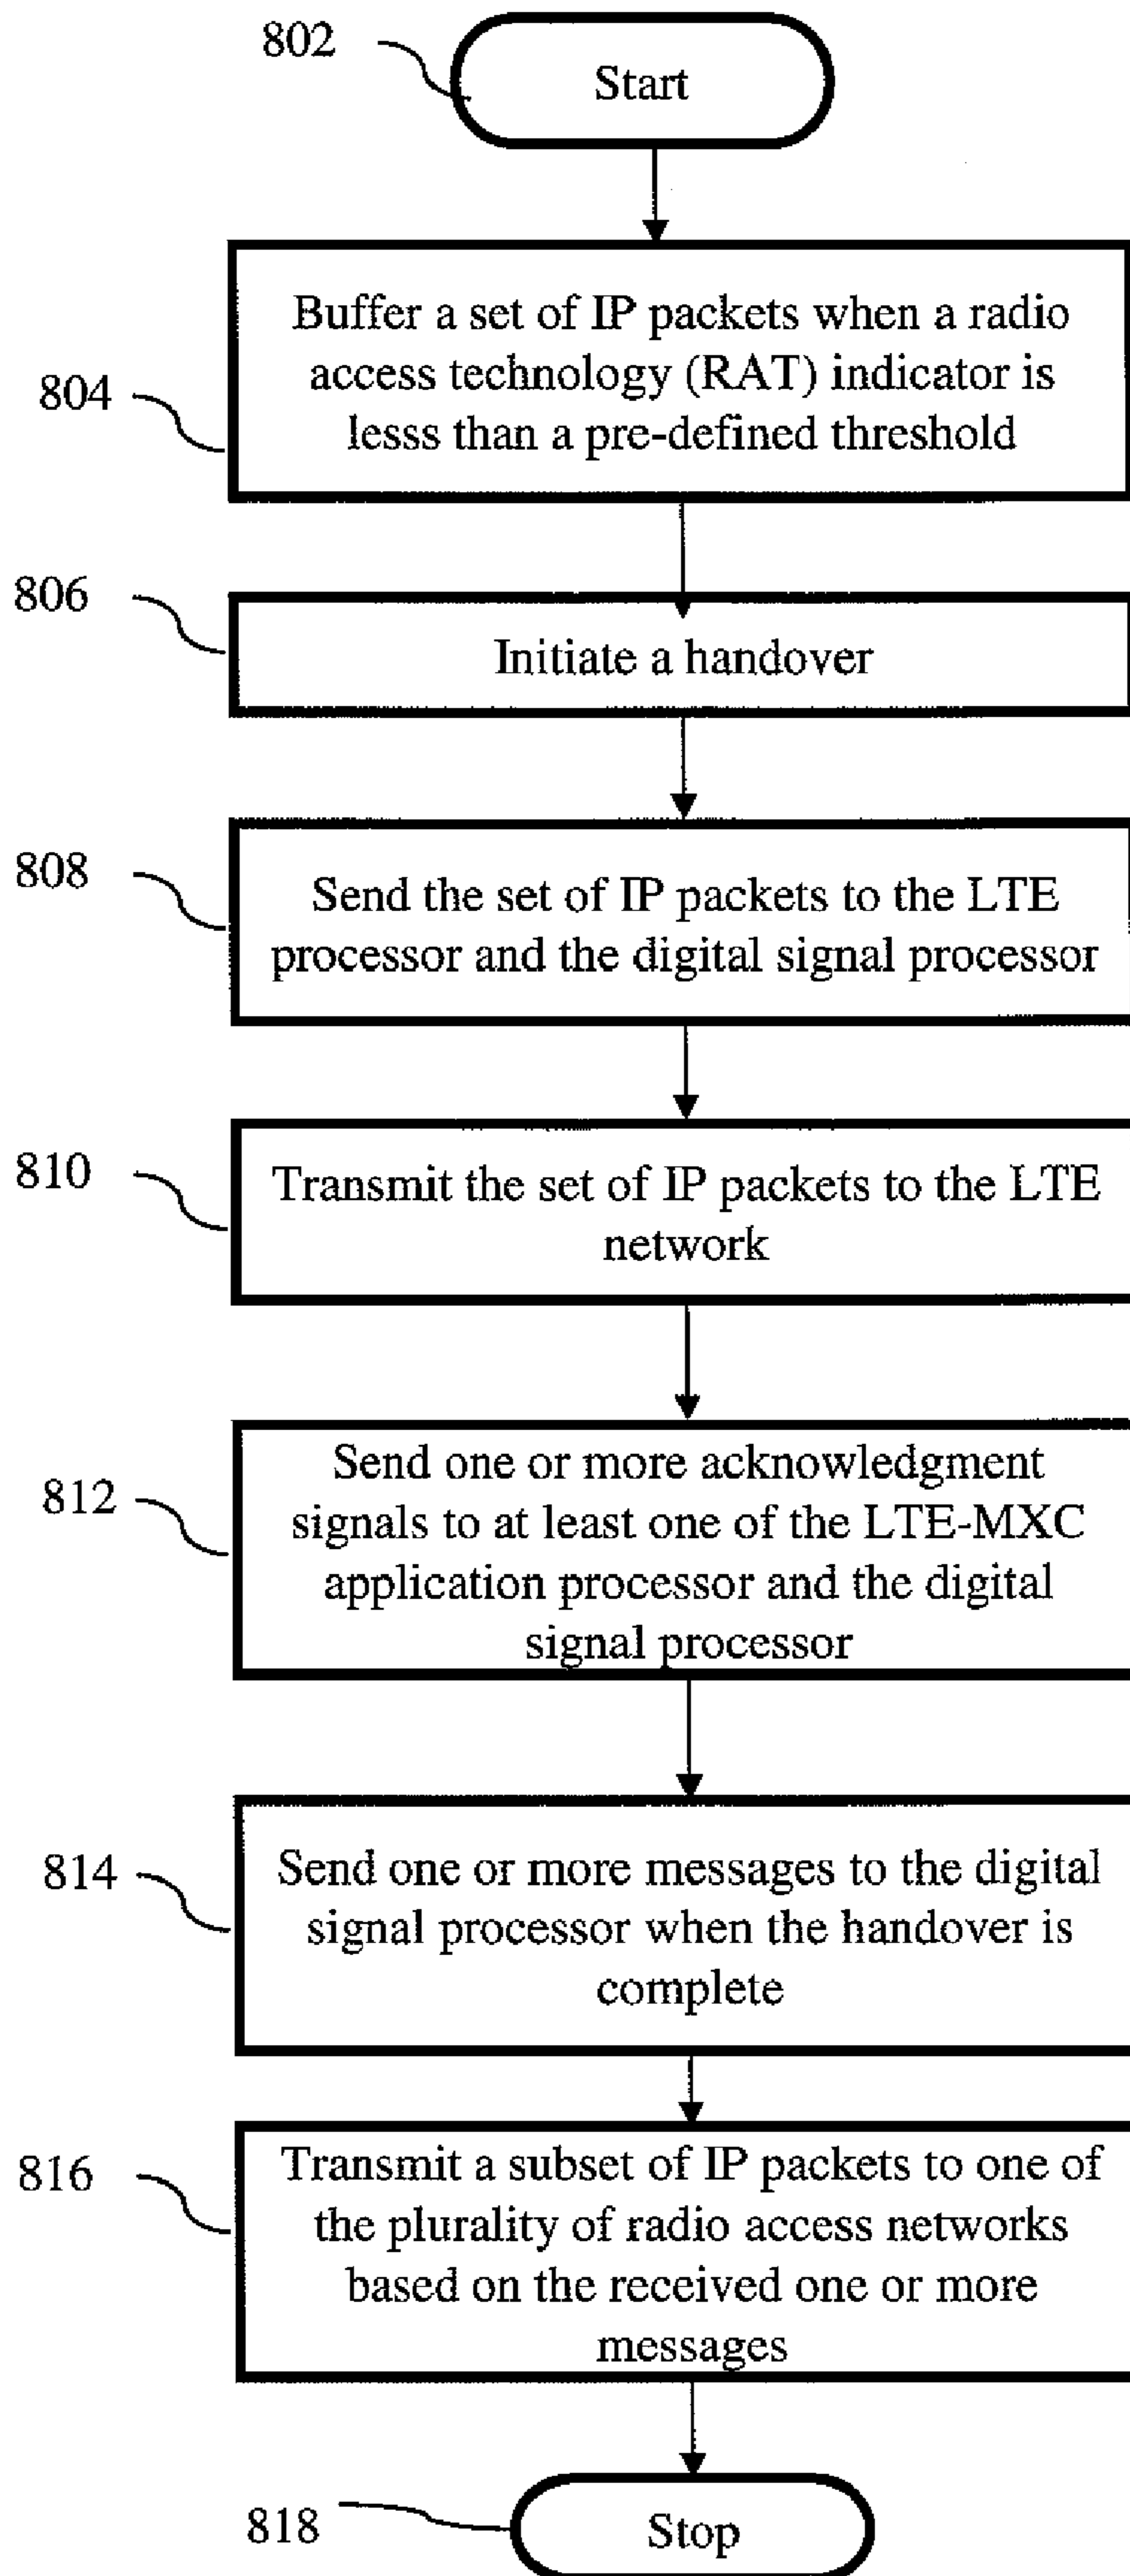 802
Start
804
Buffer a set of IP packets when a radio
access technology (RAT) indicator is
lesss than a pre-defined threshold
806
Initiate a handover
808
Send the set of IP packets to the LTE
processor and the digital signal processor
810
Transmit the set of IP packets to the LTE
network
812
Send one or more acknowledgment
signals to at least one of the LTE-MXC
application processor and the digital
signal processor
814
Send one or more messages to the digital
signal processor when the handover is
complete
816
Transmit a subset of IP packets to one of
the plurality of radio access networks
based on the received one or more
messages
818
Stop